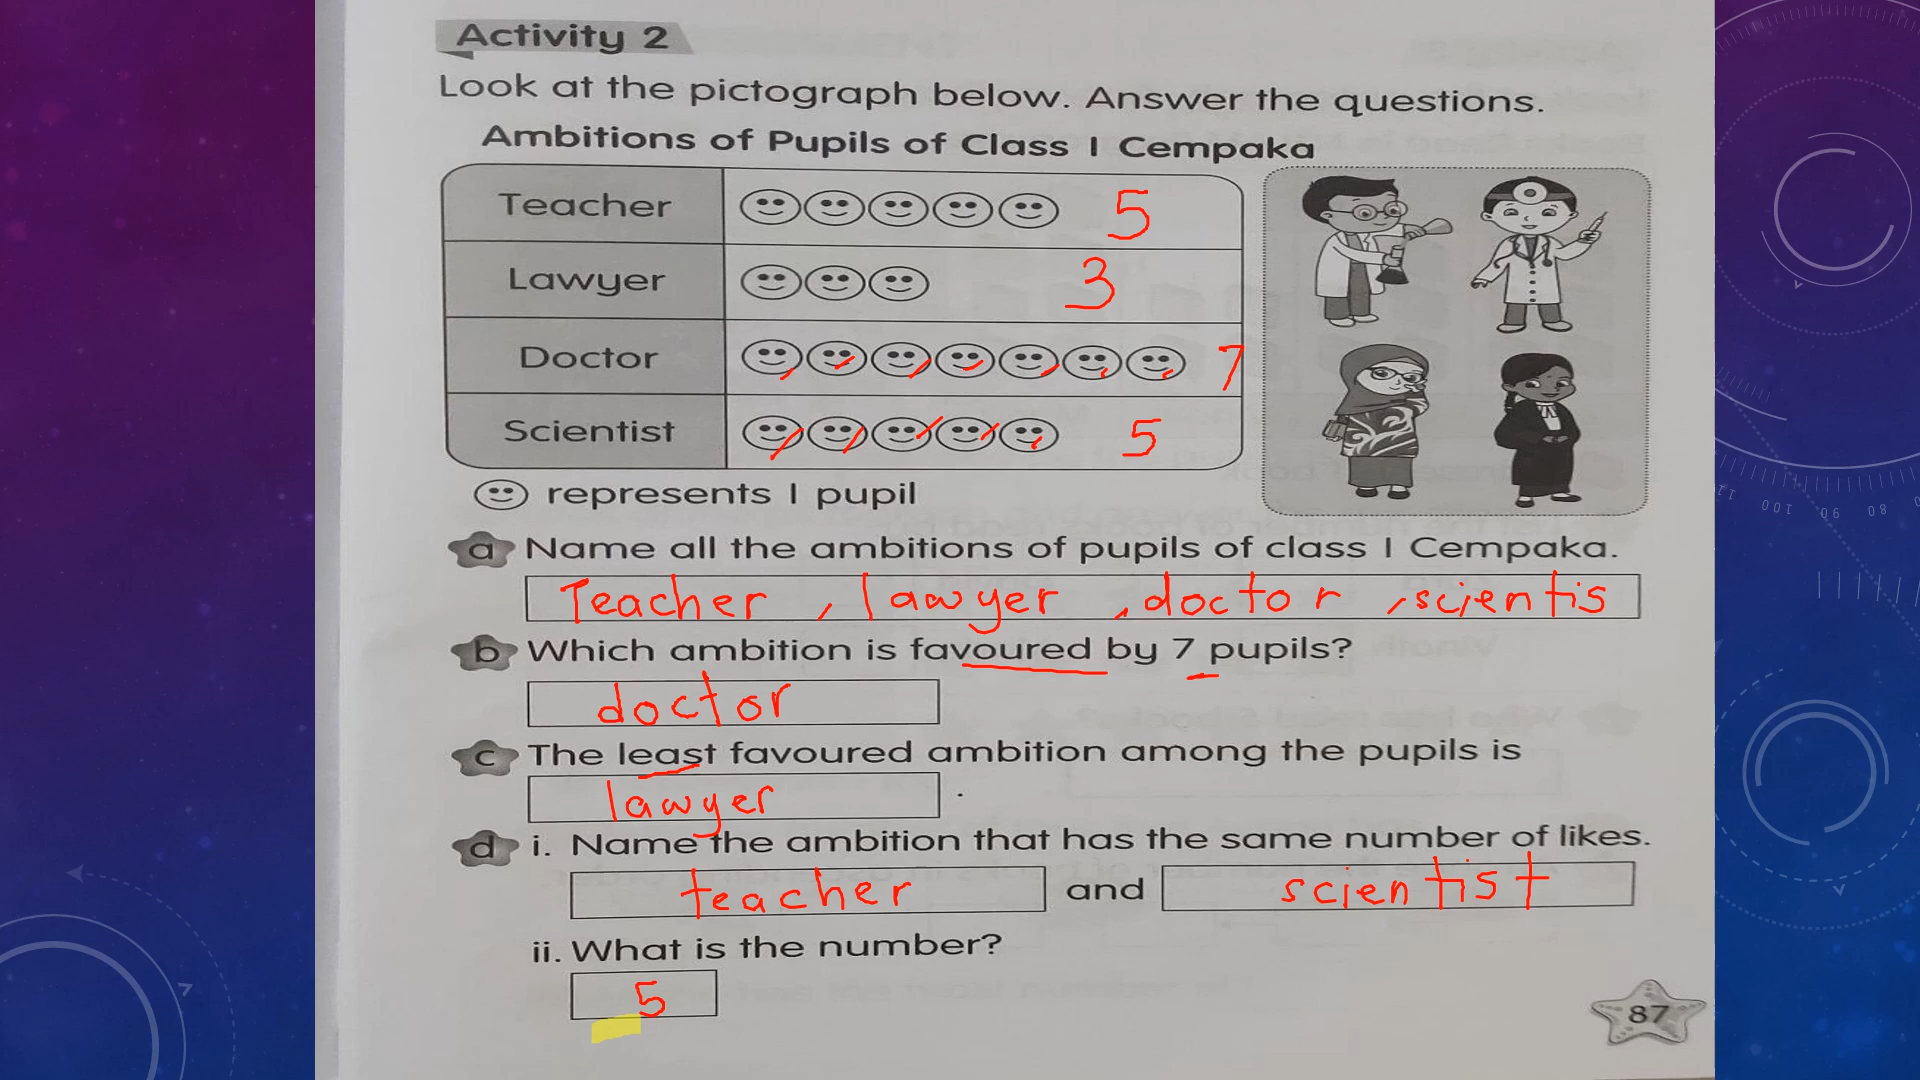 Activity 2
Look at the pictograph below. Answer the questions.
Ambitions of Pupils of Class 1 Cempaka
Teacher 5
Lawyer 3
Doctor 7
Scientist 5
represents 1 pupil
a Name all the ambitions of pupils of class 1 Cempaka.
Teacher, lawyer, doctor, scientis
b Which ambition is favoured by 7 pupils?
doctor
c The least favoured ambition among the pupils is
lawyer .
d i. Name the ambition that has the same number of likes.
teacher and scientist
ii. What is the number?
5
87